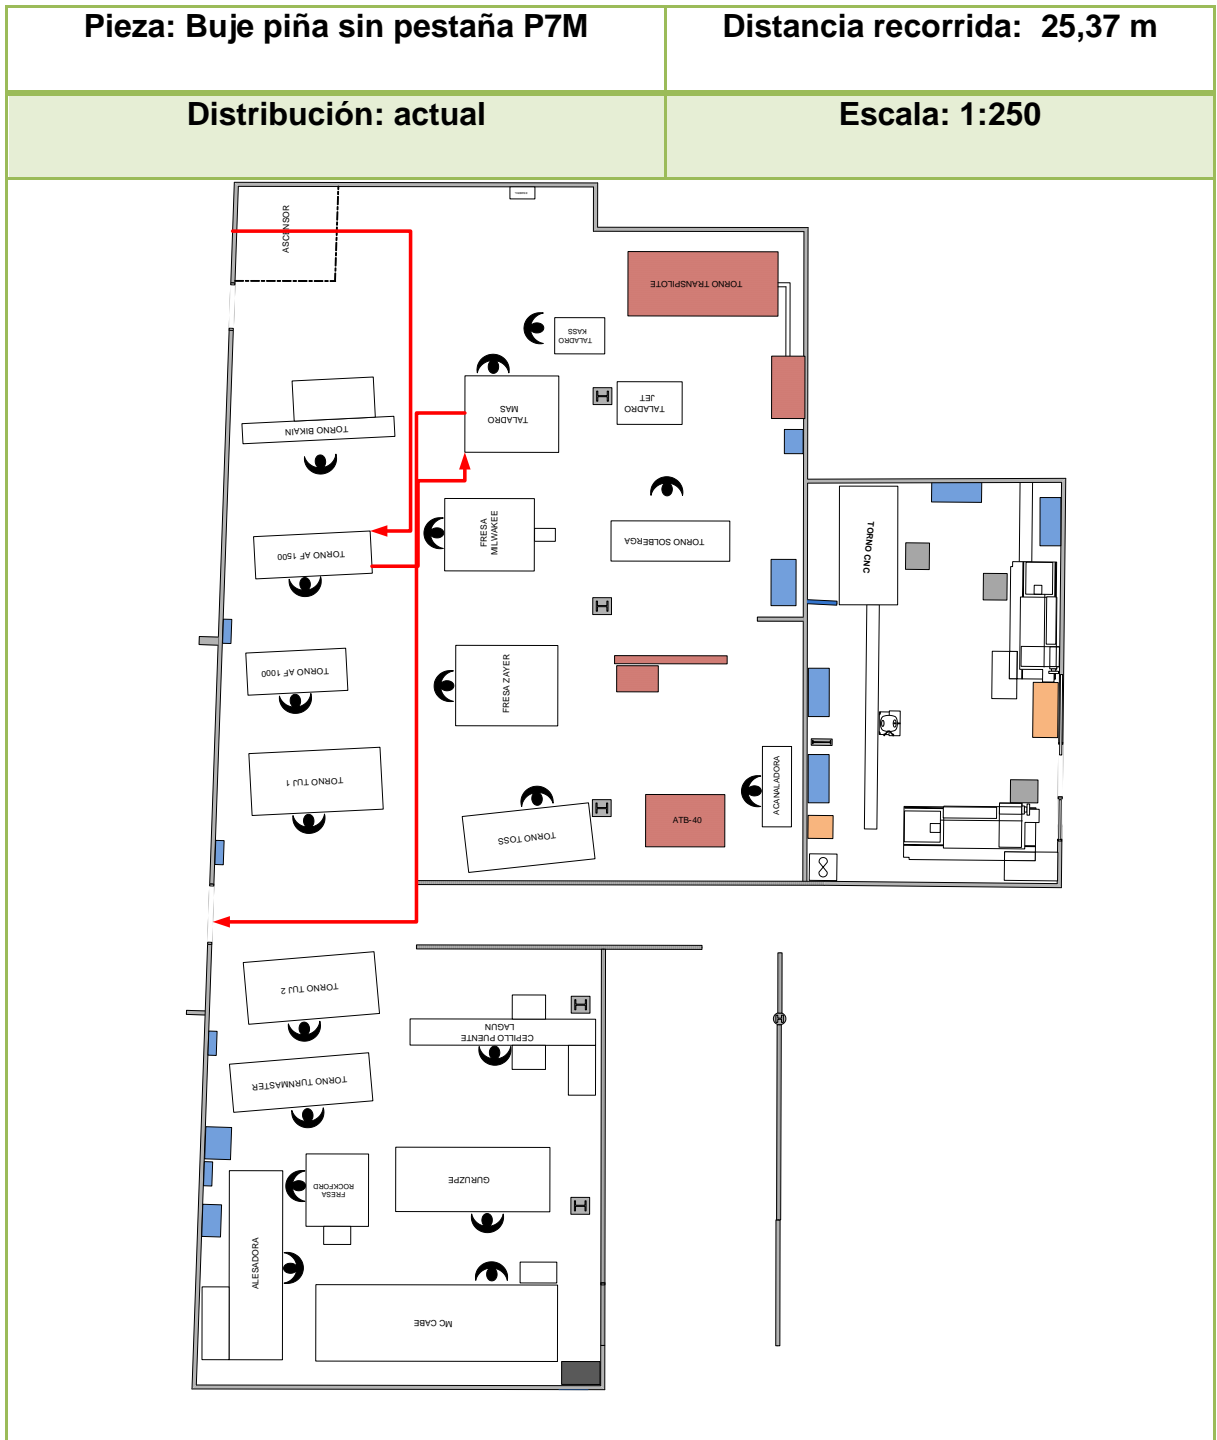 Pieza: Buje piña sin pestaña P7M
Distancia recorrida: 25,37 m
Distribución: actual
Escala: 1:250
ASCENSOR
TORNO TRANSPILOTE
TALADRO
KASS
TALADRO
MAS
TALADRO
JET
TORNO BIKAIN
TORNO AF 1500
FRESA
MILWAKEE
TORNO SOLBERGA
TORNO CNC
TORNO AF 1000
FRESA ZAYER
TORNO TUJ 1
ACANALADORA
TORNO TOSS
ATB-40
TORNO TUJ 2
CEPILLO PUENTE
LAGUN
TORNO TURNMASTER
FRESA
ROCKFORD
GURUZPE
ALESADORA
MC CABE